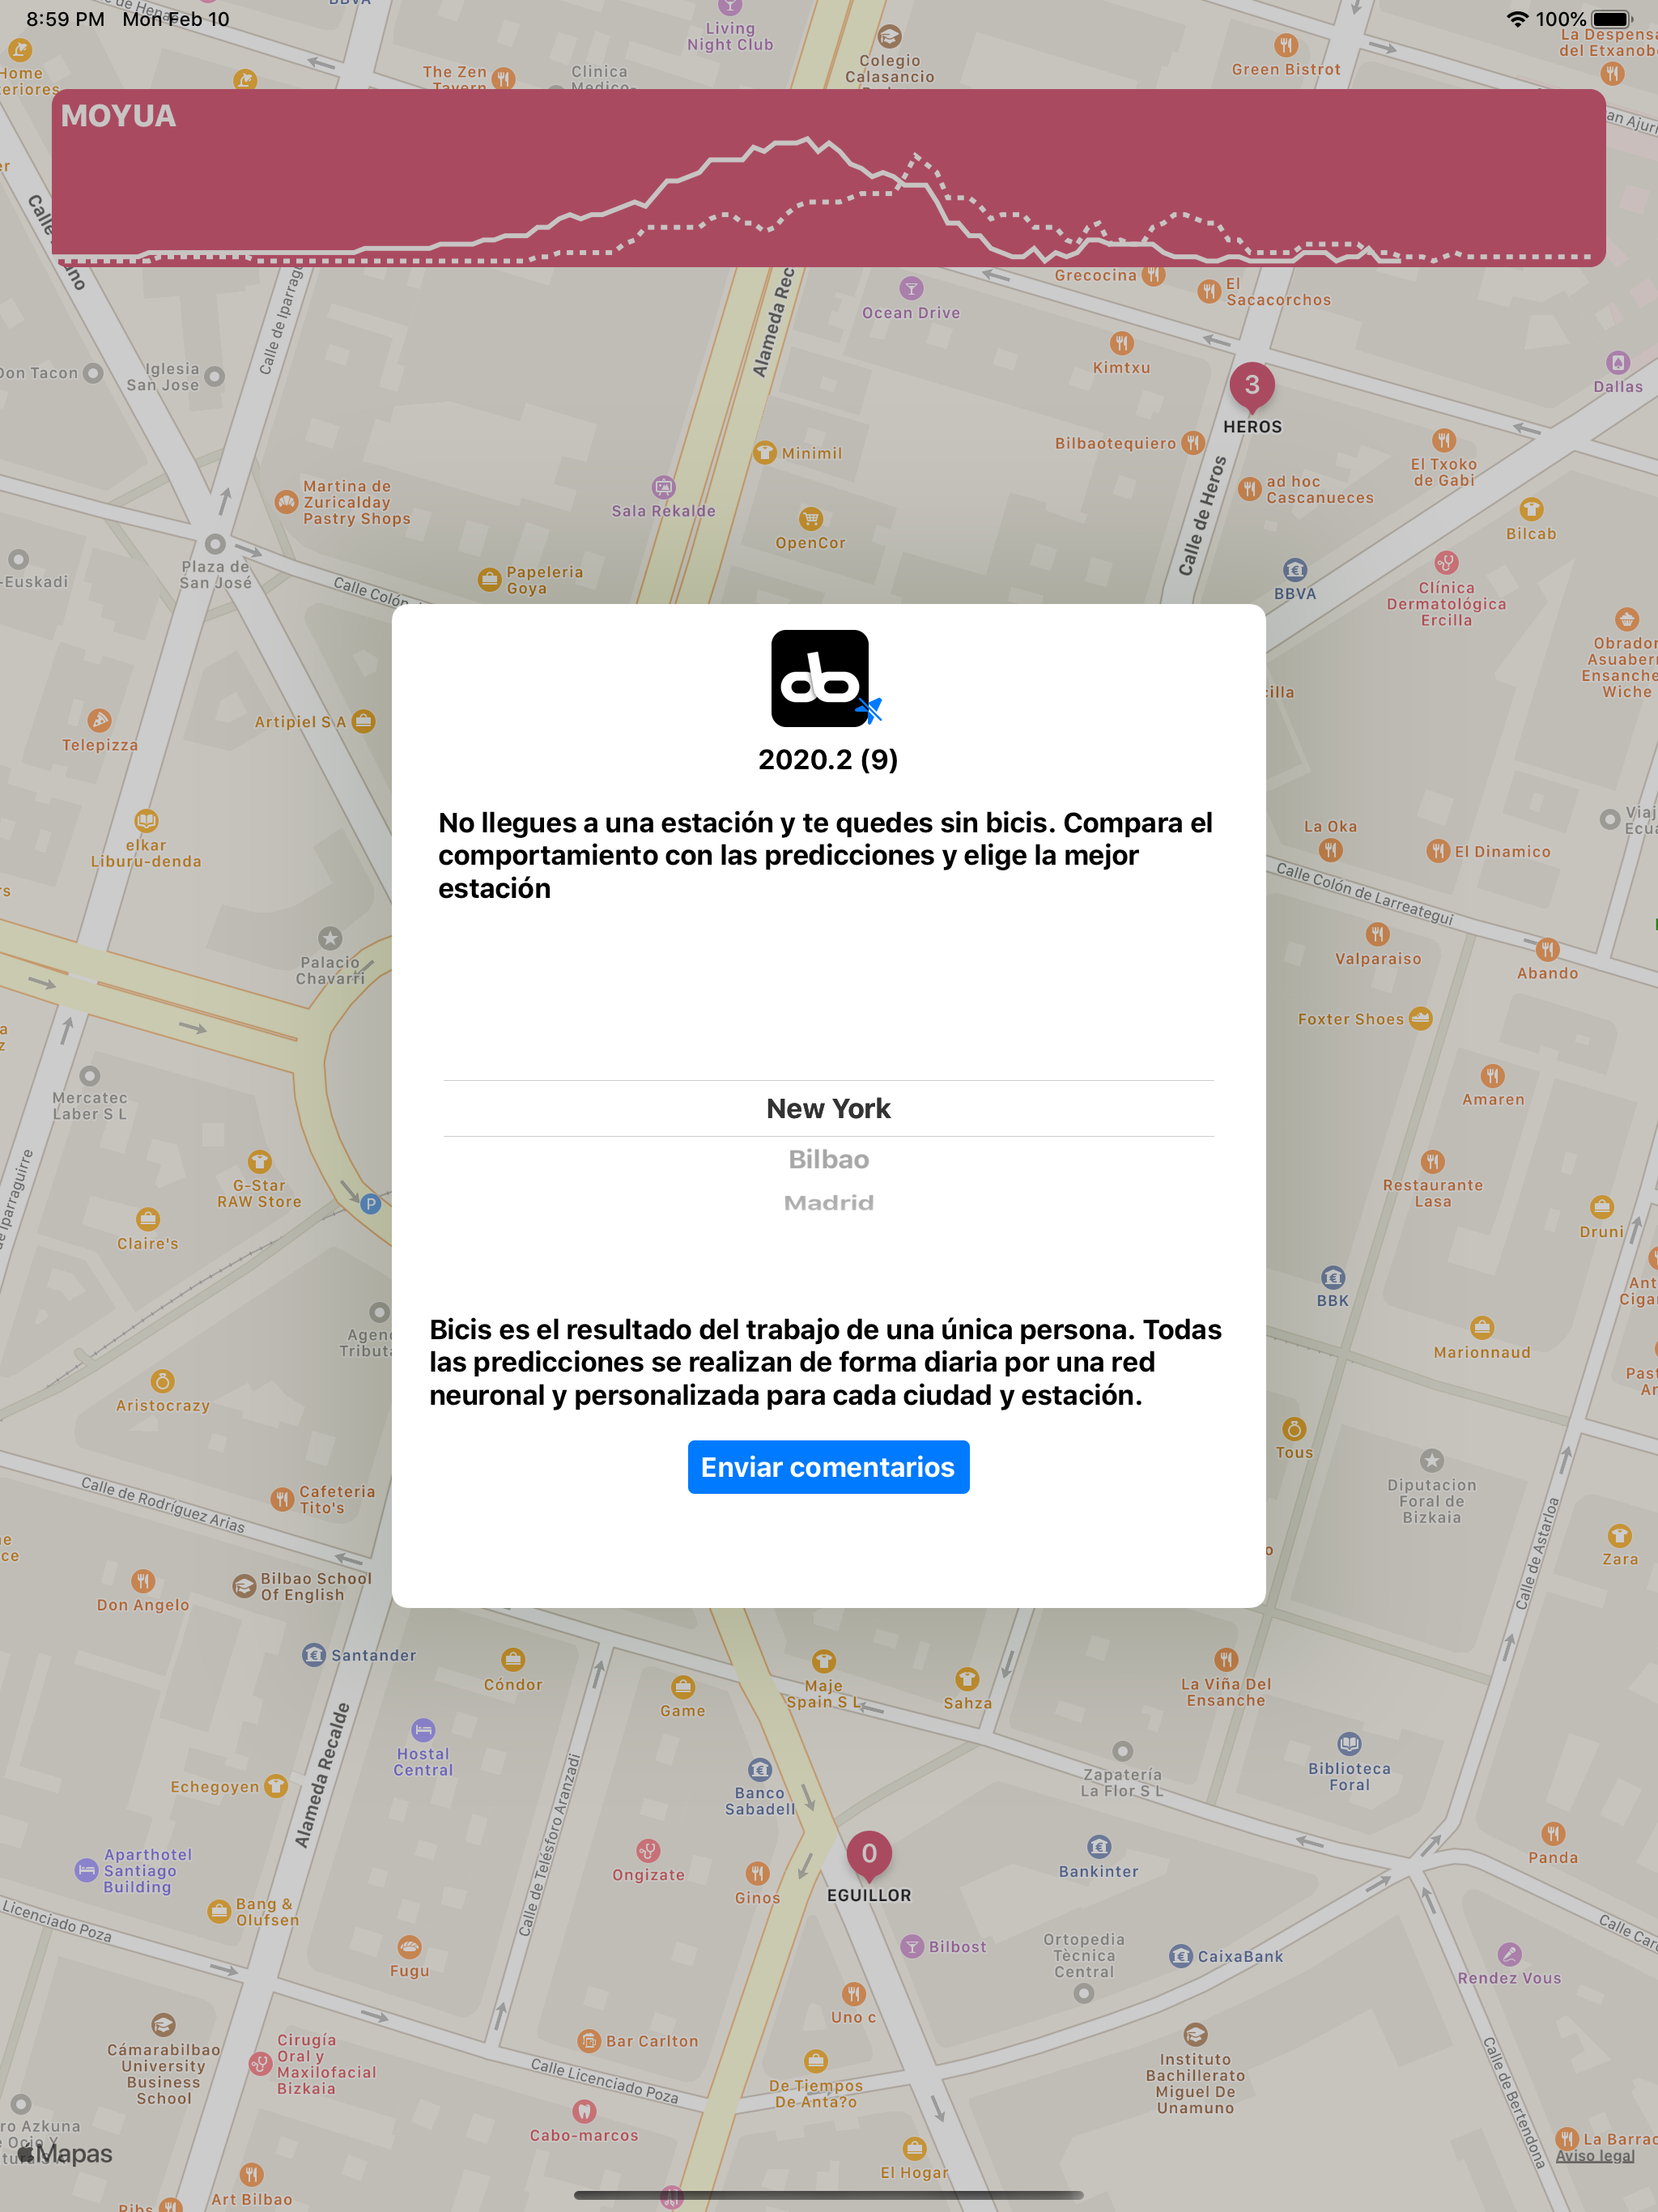 8:59 PM Mon Feb 10
100%
BBVA
Living
Night Club
Colegio
Calasancio
Green Bistrot
La Despensa
del Etxanobe
The Zen
Tavern
Clinica
Medico-
MOYUA
Calle de Iparrag
Alameda Rec
Ocean Drive
Grecocina
El
Sacacorchos
Kimtxu
Dallas
Don Tacon
Iglesia
San Jose
3
HEROS
Bilbaotequiero
Minimil
El Txoko
de Gabi
Martina de
Zuricalday
Pastry Shops
Sala Rekalde
ad hoc
Cascanueces
Calle de Heros
OpenCor
Bilcab
-Euskadi
Plaza de
San José
Papeleria
Goya
Calle Colón
BBVA
Clínica
Dermatológica
Ercilla
db
2020.2 (9)
No llegues a una estación y te quedes sin bicis. Compara el
comportamiento con las predicciones y elige la mejor
estación
New York
Bilbao
Madrid
Bicis es el resultado del trabajo de una única persona. Todas
las predicciones se realizan de forma diaria por una red
neuronal y personalizada para cada ciudad y estación.
Enviar comentarios
Obrador
Asuaber
Ensanche
Wiche
Telepizza
Artipiel S A
elkar
Liburu-denda
La Oka
El Dinamico
Calle Colón de Larreategui
Palacio
Chavarri
Valparaiso
Abando
Foxter Shoes
Mercatec
Laber S L
Amaren
G-Star
RAW Store
P
Claire's
Restaurante
Lasa
Druni
BBK
Marionnaud
Aristocrazy
Tous
Diputacion
Foral de
Bizkaia
Calle de Astarloa
Zara
Calle de Rodríguez Arias
Cafeteria
Tito's
Don Angelo
Bilbao School
Of English
Santander
Cóndor
Game
Maje
Spain S L
Sahza
La Viña Del
Ensanche
Alameda Recalde
Hostal
Central
Echegoyen
Calle de Telésforo Aranzadi
Banco
Sabadell
Zapatería
La Flor S L
Biblioteca
Foral
Aparthotel
Santiago
Building
Ongizate
Ginos
0
EGUILLOR
Bankinter
Panda
Bang &
Olufsen
Licenciado Poza
Fugu
Bilbost
Ortopedia
Tècnica
Central
CaixaBank
Rendez Vous
Uno c
Cámarabilbao
University
Business
School
Cirugía
Oral y
Maxilofacial
Bizkaia
Bar Carlton
Calle Licenciado Poza
De Tiempos
De Anta?o
Instituto
Bachillerato
Miguel De
Unamuno
Calle de Bertendona
Cabo-marcos
El Hogar
La Barrac
Mapas
Aviso legal
Art Bilbao
Ribs